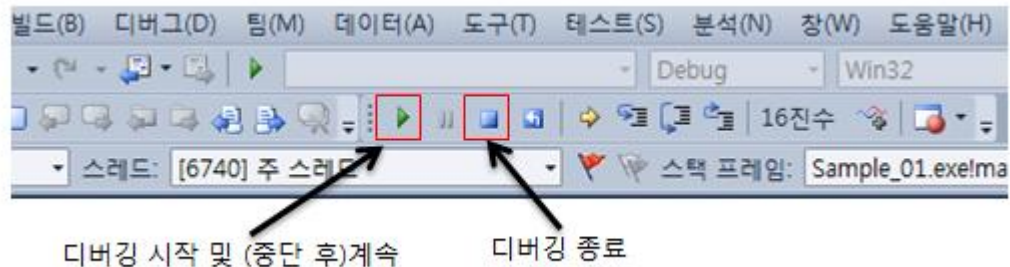 빌드(B) 디버그(D) 팀(M) 데이터(A) 도구(T) 테스트(S) 분석(N) 창(W) 도움말(H)
Debug Win32
16진수
스레드: [6740] 주 스레드 스택 프레임: Sample_01.exe!ma
디버깅 시작 및 (중단 후)계속 디버깅 종료